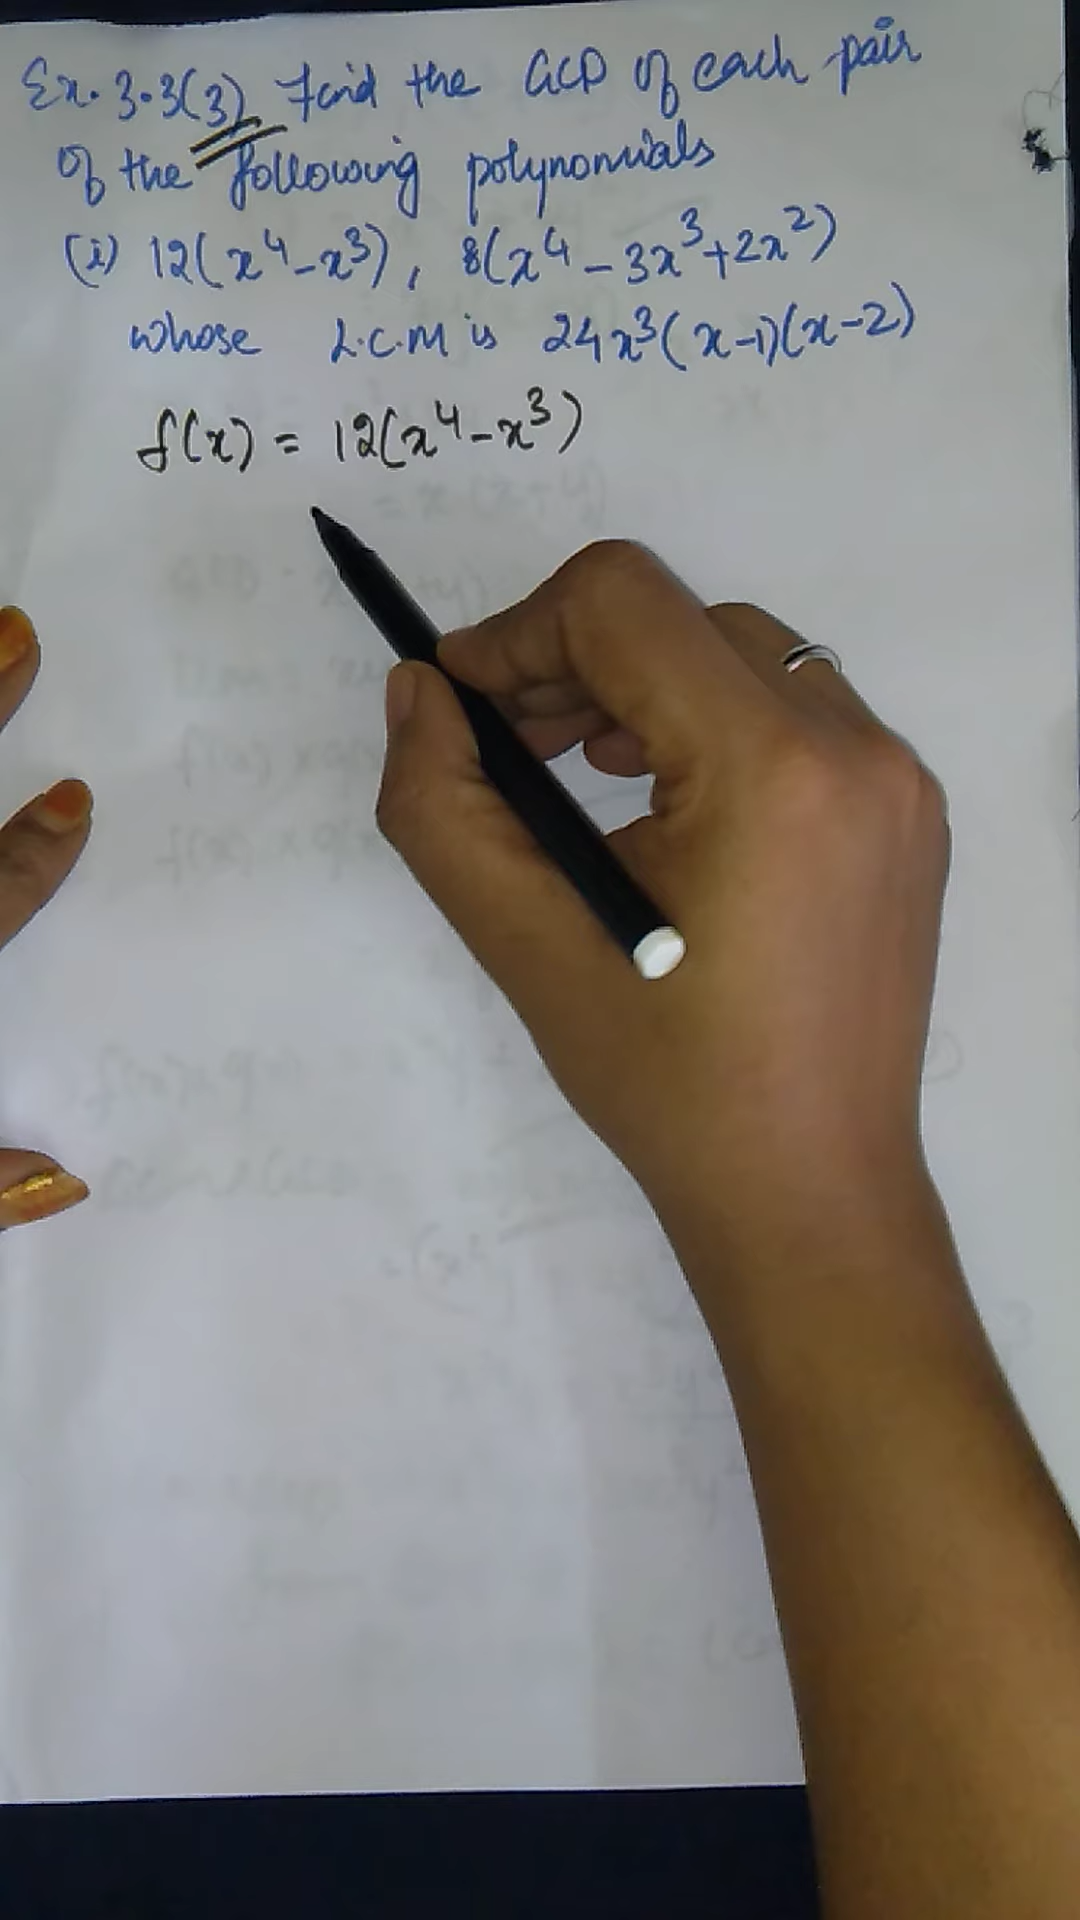 Ex. 3.3(3) Find the GCD of each pair
of the following polynomials
(i) 12(x⁴-x³), 8(x⁴-3x³+2x²)
whose L.C.M is 24x³(x-1)(x-2)
f(x) = 12(x⁴-x³)